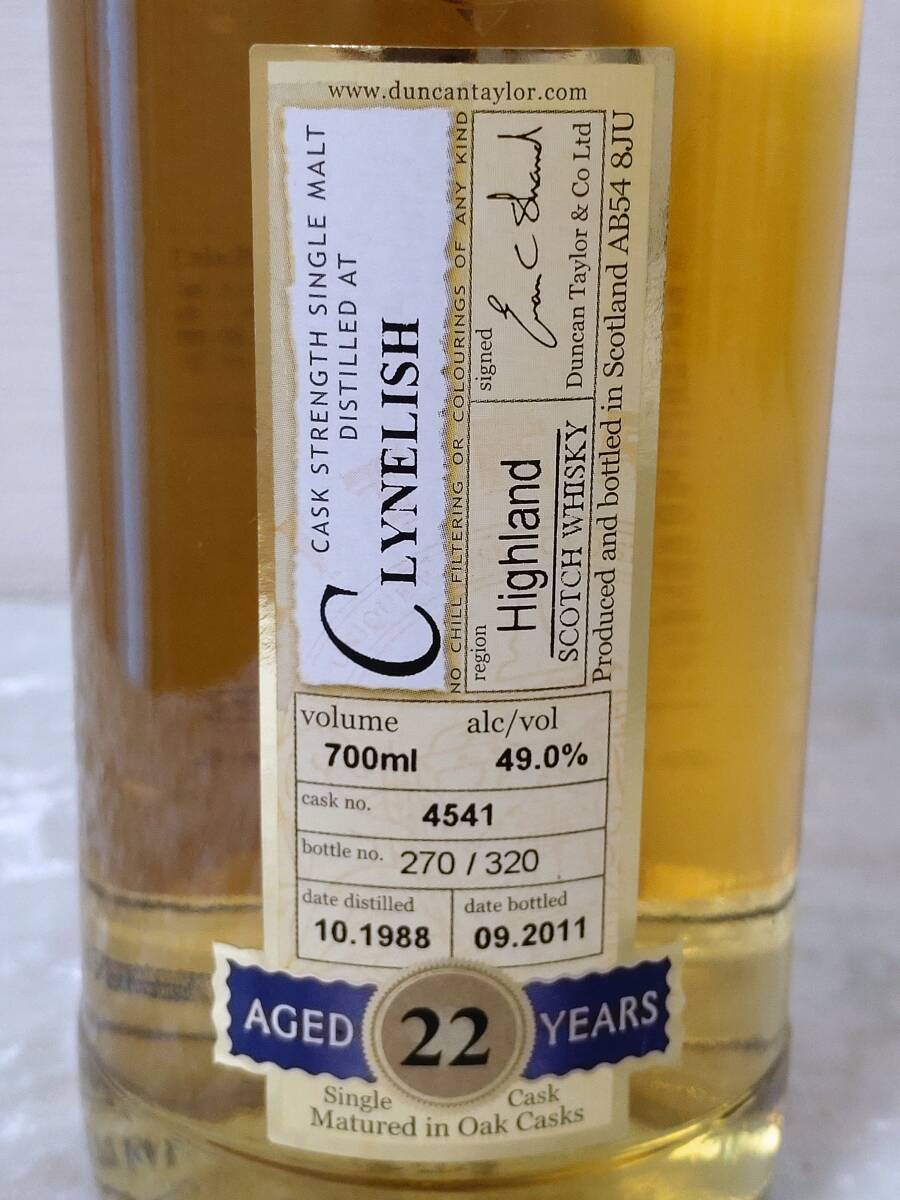 www.duncantaylor.com
CASK STRENGTH SINGLE MALT
DISTILLED AT
CLYNELISH
NO CHILL FILTERING OR COLOURINGS OF ANY KIND
signed
Euan C Shand
Duncan Taylor & Co Ltd
region
Highland
SCOTCH WHISKY
Produced and bottled in Scotland AB54 8JU
volume
700ml
alc/vol
49.0%
cask no.
4541
bottle no.
270 / 320
date distilled
10.1988
date bottled
09.2011
AGED 22 YEARS
Single Cask
Matured in Oak Casks